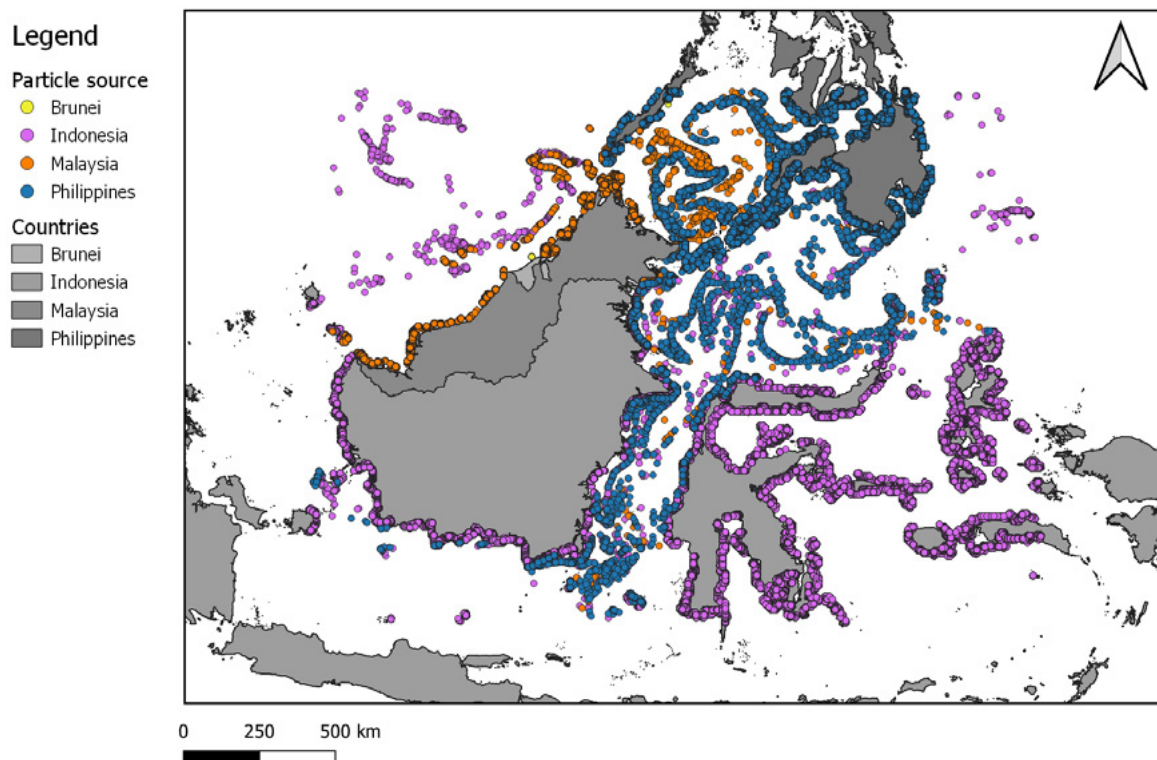 Legend
Particle source
Brunei
Indonesia
Malaysia
Philippines
Countries
Brunei
Indonesia
Malaysia
Philippines
0 250 500 km